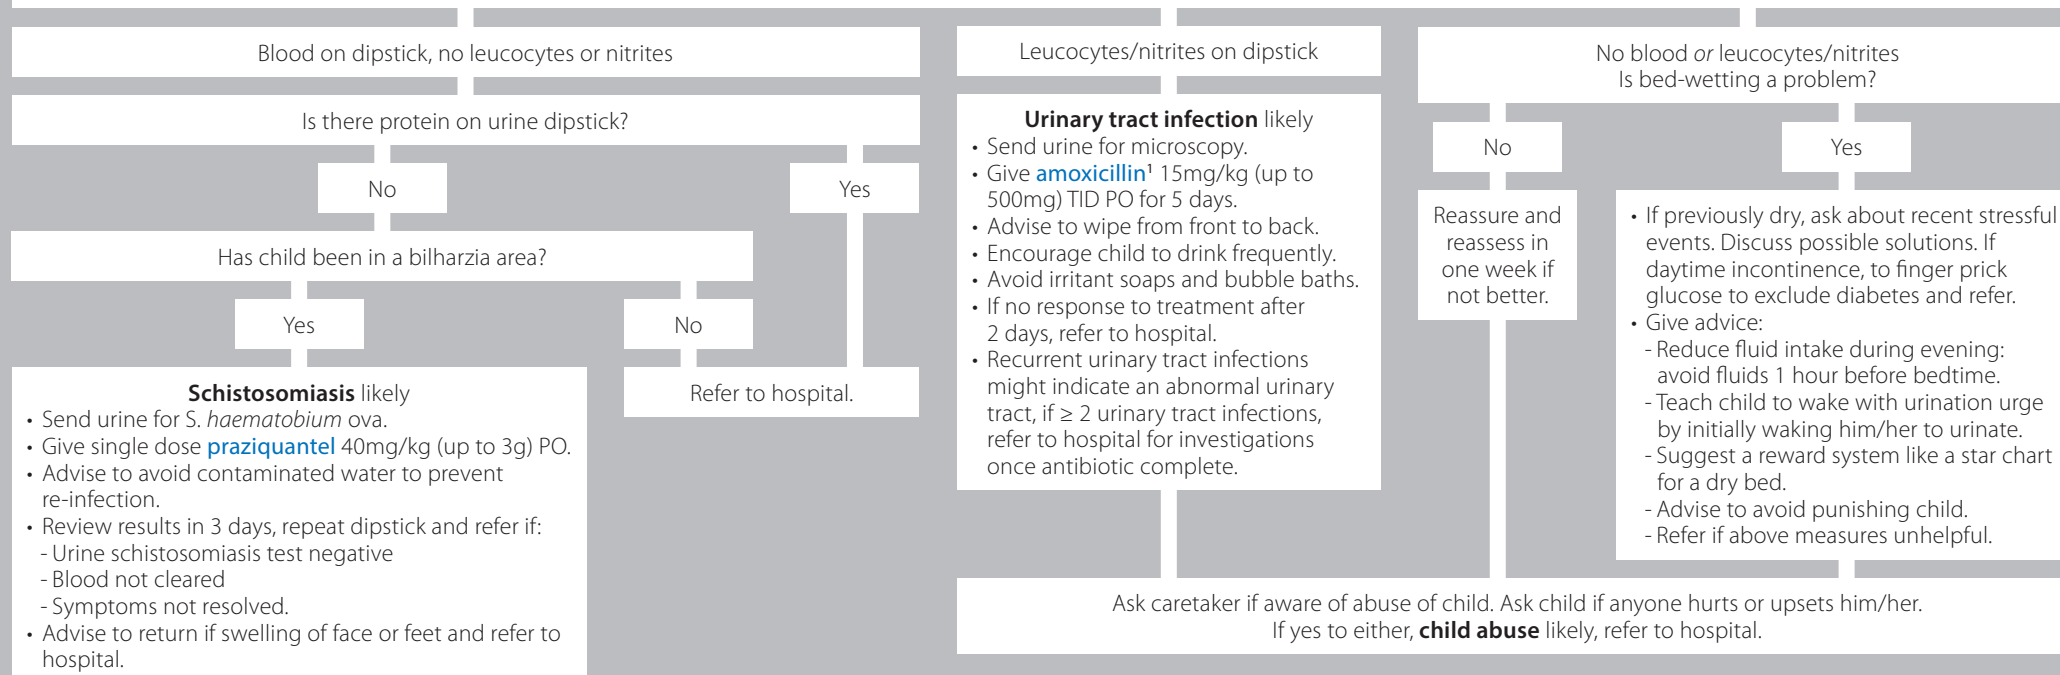 Blood on dipstick, no leucocytes or nitrites
Is there protein on urine dipstick?
No
Yes
Has child been in a bilharzia area?
Yes
No
Schistosomiasis likely
• Send urine for S. haematobium ova.
• Give single dose praziquantel 40mg/kg (up to 3g) PO.
• Advise to avoid contaminated water to prevent
re-infection.
• Review results in 3 days, repeat dipstick and refer if:
- Urine schistosomiasis test negative
- Blood not cleared
- Symptoms not resolved.
• Advise to return if swelling of face or feet and refer to
hospital.
Refer to hospital.
Leucocytes/nitrites on dipstick
Urinary tract infection likely
• Send urine for microscopy.
• Give amoxicillin¹ 15mg/kg (up to
500mg) TID PO for 5 days.
• Advise to wipe from front to back.
• Encourage child to drink frequently.
• Avoid irritant soaps and bubble baths.
• If no response to treatment after
2 days, refer to hospital.
• Recurrent urinary tract infections
might indicate an abnormal urinary
tract, if ≥ 2 urinary tract infections,
refer to hospital for investigations
once antibiotic complete.
No blood or leucocytes/nitrites
Is bed-wetting a problem?
No
Yes
Reassure and
reassess in
one week if
not better.
• If previously dry, ask about recent stressful
events. Discuss possible solutions. If
daytime incontinence, to finger prick
glucose to exclude diabetes and refer.
• Give advice:
- Reduce fluid intake during evening:
avoid fluids 1 hour before bedtime.
- Teach child to wake with urination urge
by initially waking him/her to urinate.
- Suggest a reward system like a star chart
for a dry bed.
- Advise to avoid punishing child.
- Refer if above measures unhelpful.
Ask caretaker if aware of abuse of child. Ask child if anyone hurts or upsets him/her.
If yes to either, child abuse likely, refer to hospital.